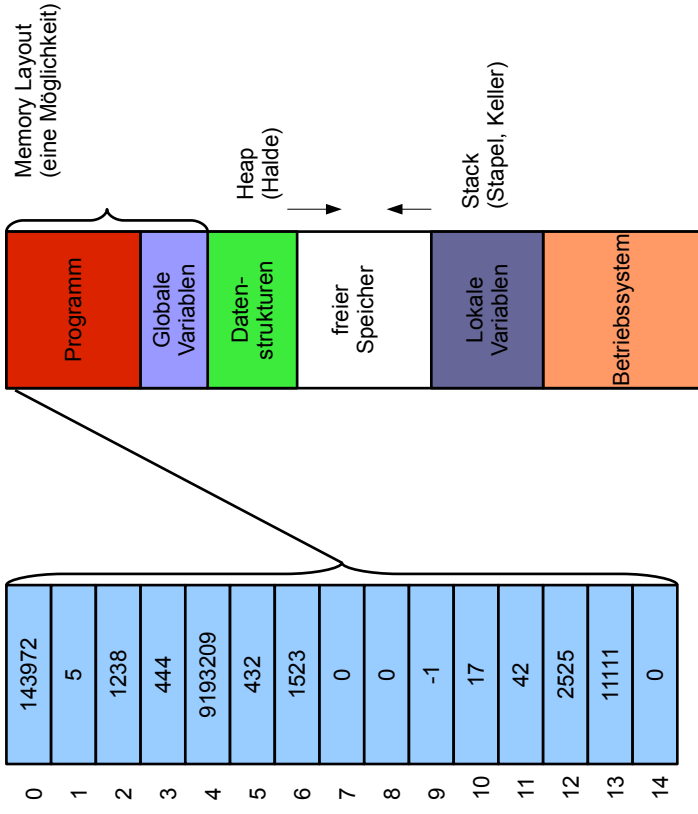 0
143972
1
5
2
1238
3
444
4
9193209
5
432
6
1523
7
0
8
0
9
-1
10
17
11
42
12
2525
13
11111
14
0
Programm
Globale
Variablen
Daten-
strukturen
freier
Speicher
Lokale
Variablen
Betriebssystem
Memory Layout
(eine Möglichkeit)
Heap
(Halde)
Stack
(Stapel, Keller)